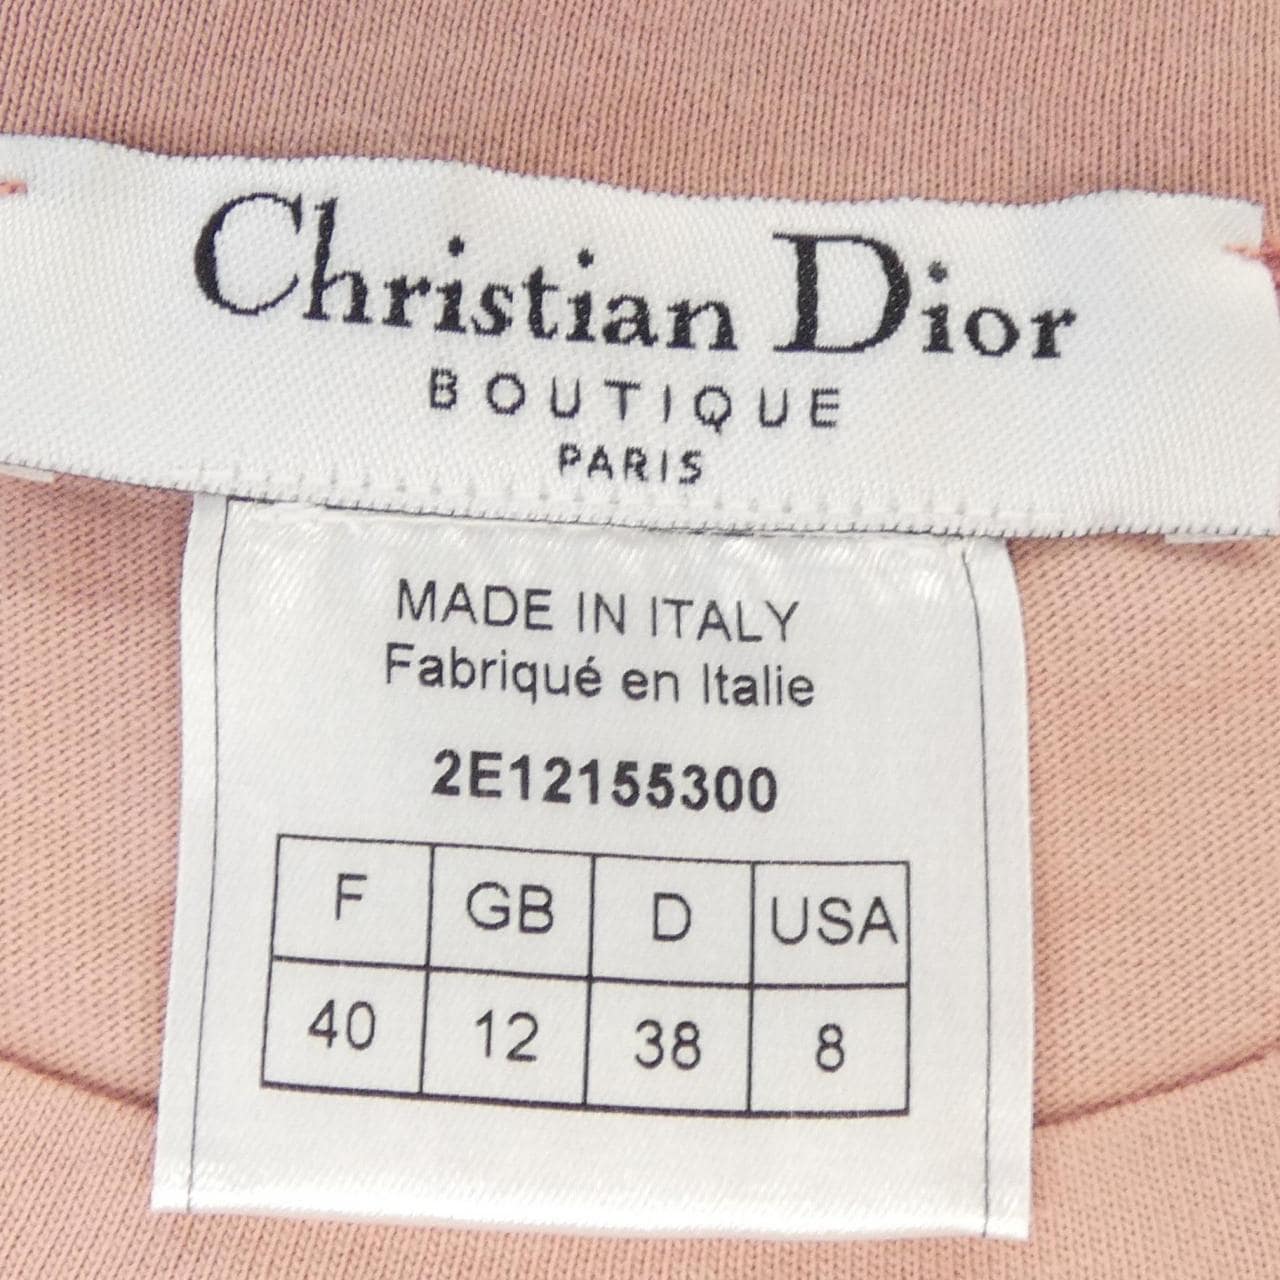 Christian Dior
BOUTIQUE
PARIS
MADE IN ITALY
Fabriqué en Italie
2E12155300
F GB D USA
40 12 38 8